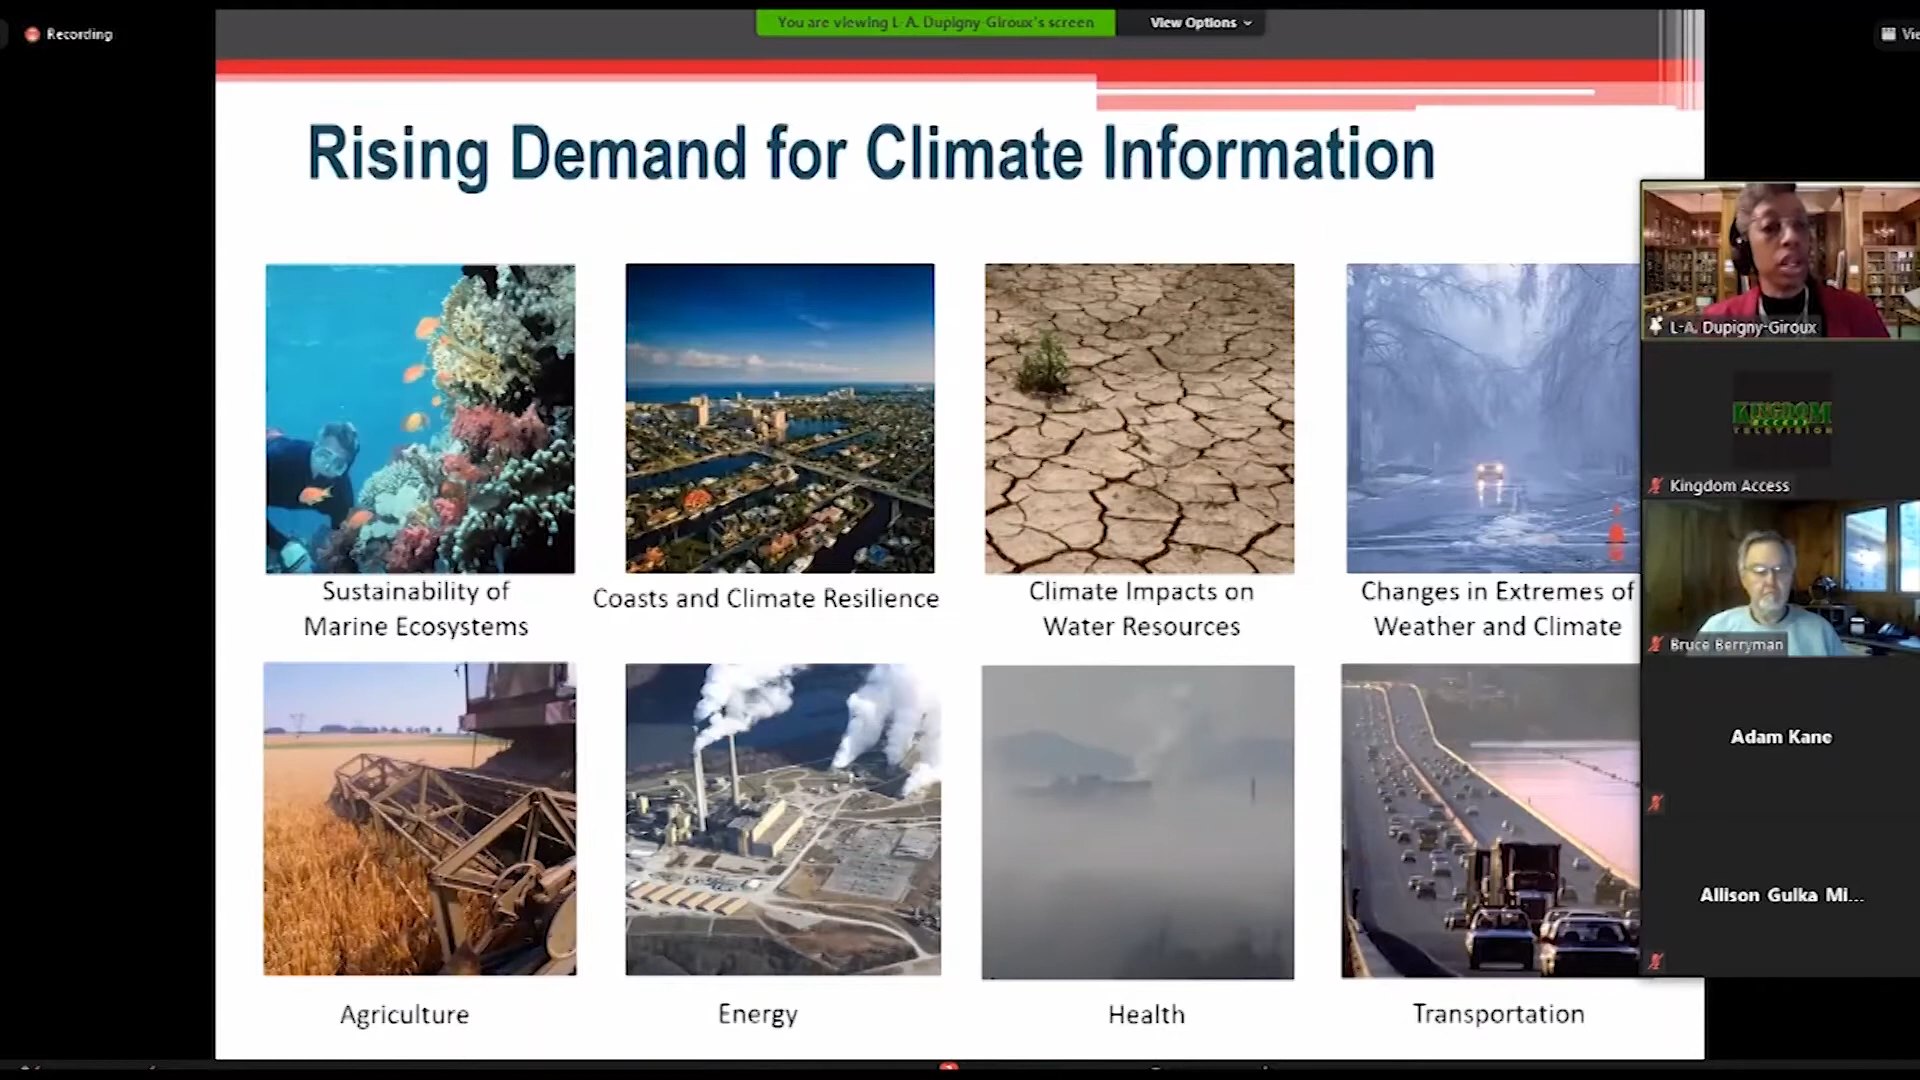 Recording
You are viewing L-A. Dupigny-Giroux's screen
View Options
Rising Demand for Climate Information
Sustainability of
Marine Ecosystems
Coasts and Climate Resilience
Climate Impacts on
Water Resources
Changes in Extremes of
Weather and Climate
Agriculture
Energy
Health
Transportation
L-A. Dupigny-Giroux
KINGDOM
ACCESS
TELEVISION
Kingdom Access
Bruce Berryman
Adam Kane
Allison Gulka Mi...